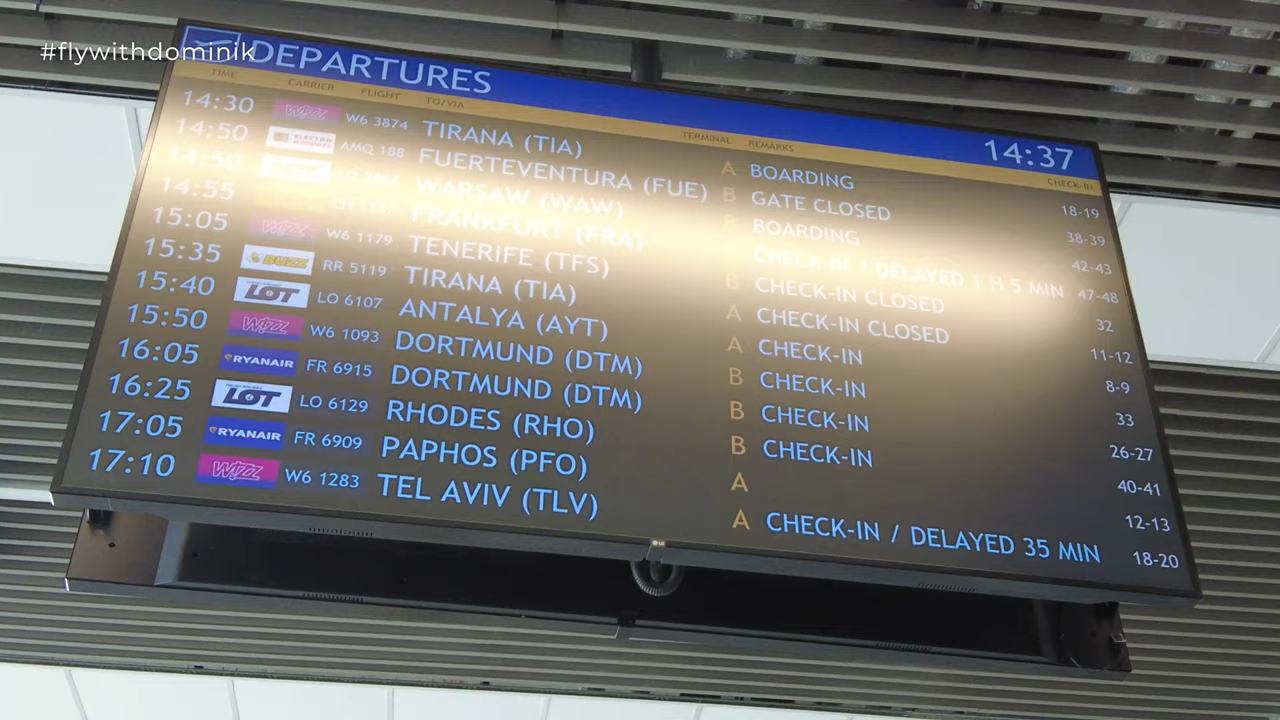 #flywithdominik
DEPARTURES 14:37
TIME CARRIER FLIGHT TO/VIA TERMINAL REMARKS CHECK-IN
14:30 WIZZ W6 3874 TIRANA (TIA) A BOARDING 18-19
14:50 ELECTRA AIRWAYS AMQ 188 FUERTEVENTURA (FUE) B GATE CLOSED 38-39
14:50 WARSAW (WAW) B BOARDING 42-43
14:55 FRANKFURT (FRA) CHECK-IN / DELAYED 1 H 5 MIN 47-48
15:05 WIZZ W6 1179 TENERIFE (TFS) B CHECK-IN CLOSED 32
15:35 BUZZ RR 5119 TIRANA (TIA) A CHECK-IN CLOSED 11-12
15:40 LOT LO 6107 ANTALYA (AYT) A CHECK-IN 8-9
15:50 WIZZ W6 1093 DORTMUND (DTM) B CHECK-IN 33
16:05 RYANAIR FR 6915 DORTMUND (DTM) B CHECK-IN 26-27
16:25 LOT LO 6129 RHODES (RHO) B CHECK-IN 40-41
17:05 RYANAIR FR 6909 PAPHOS (PFO) A 12-13
17:10 WIZZ W6 1283 TEL AVIV (TLV) A CHECK-IN / DELAYED 35 MIN 18-20
LG